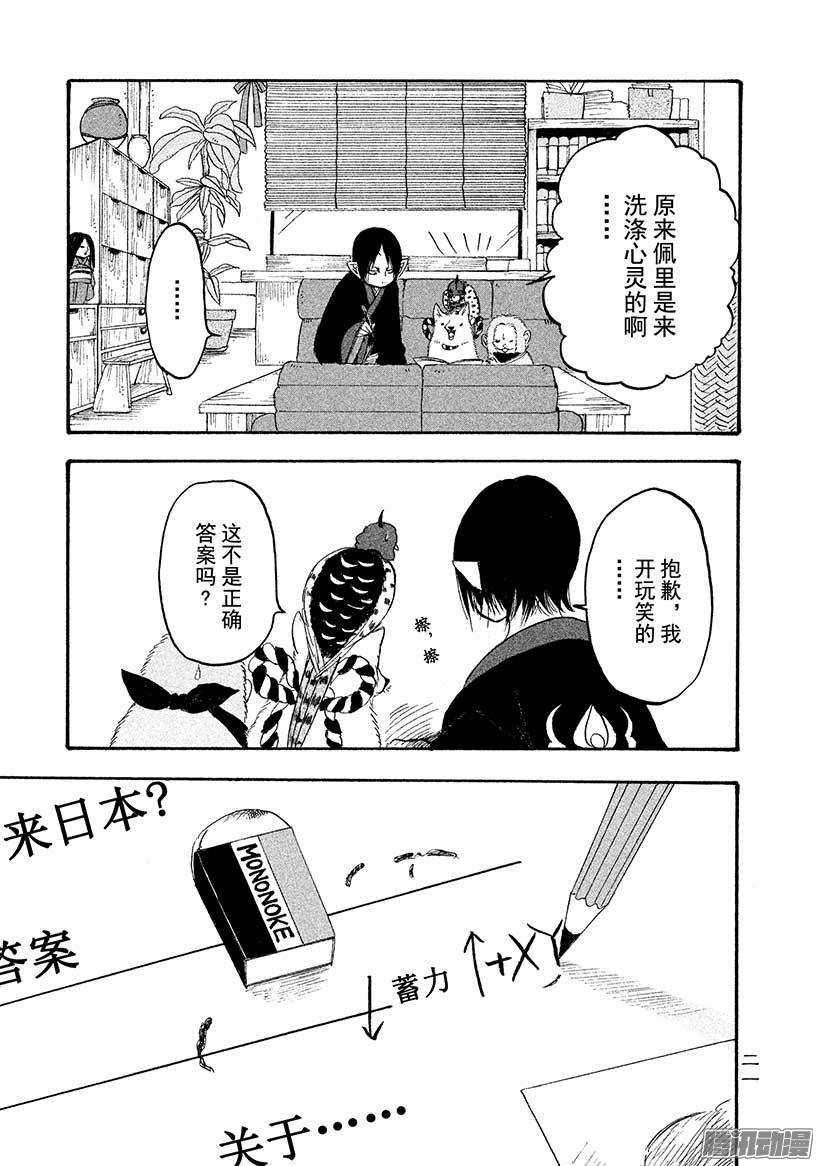 原来佩里是来
洗涤心灵的啊
……
……
抱歉，我
开玩笑的
……
擦，擦
这不是正确
答案吗？
来日本？
MONONOKE
答案
蓄力
↓
↑+X
关于……
二一
腾讯动漫